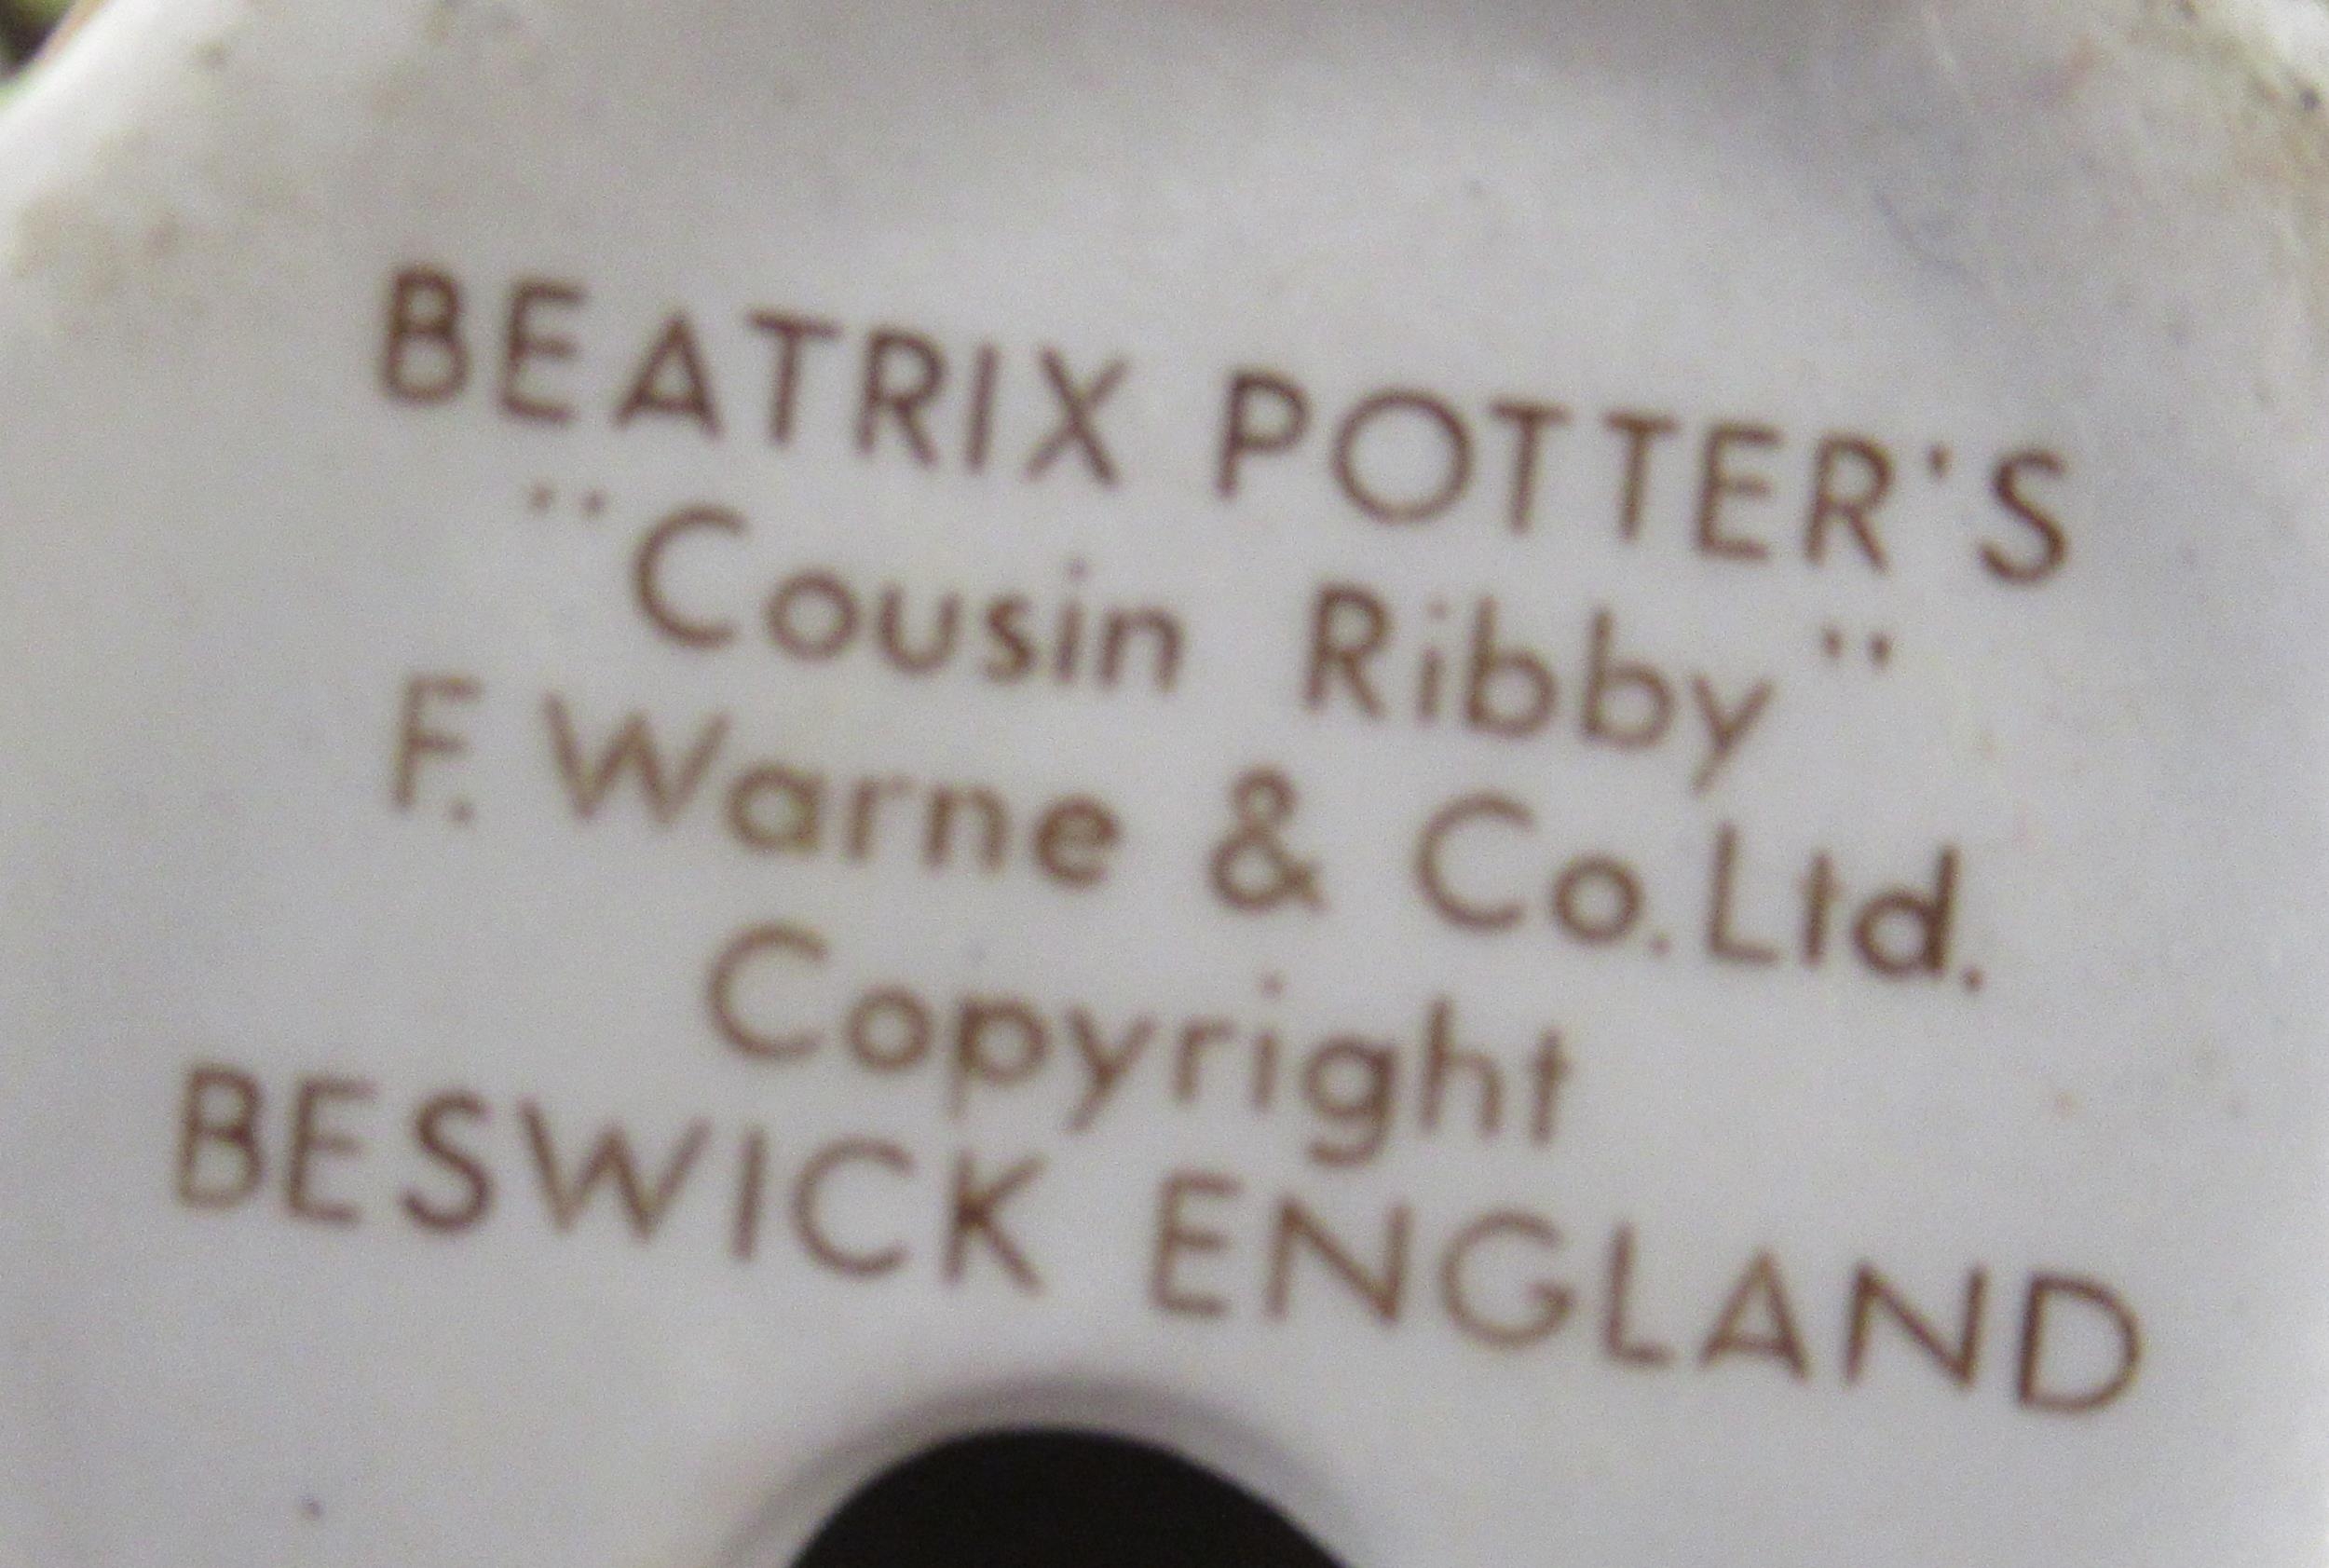 BEATRIX POTTER'S
"Cousin Ribby"
F. Warne & Co. Ltd.
Copyright
BESWICK ENGLAND